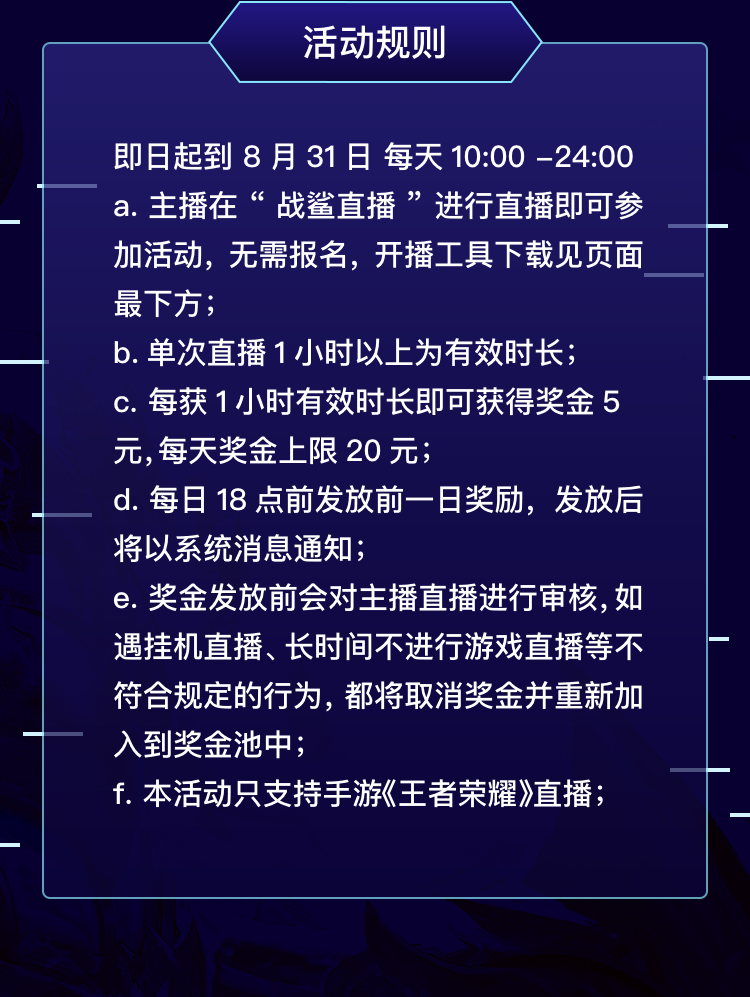 活动规则
即日起到 8 月 31 日 每天 10:00 –24:00
a. 主播在 “ 战鲨直播 ” 进行直播即可参
加活动，无需报名，开播工具下载见页面
最下方；
b. 单次直播 1 小时以上为有效时长；
c. 每获 1 小时有效时长即可获得奖金 5
元，每天奖金上限 20 元；
d. 每日 18 点前发放前一日奖励，发放后
将以系统消息通知；
e. 奖金发放前会对主播直播进行审核，如
遇挂机直播、长时间不进行游戏直播等不
符合规定的行为，都将取消奖金并重新加
入到奖金池中；
f. 本活动只支持手游《王者荣耀》直播；